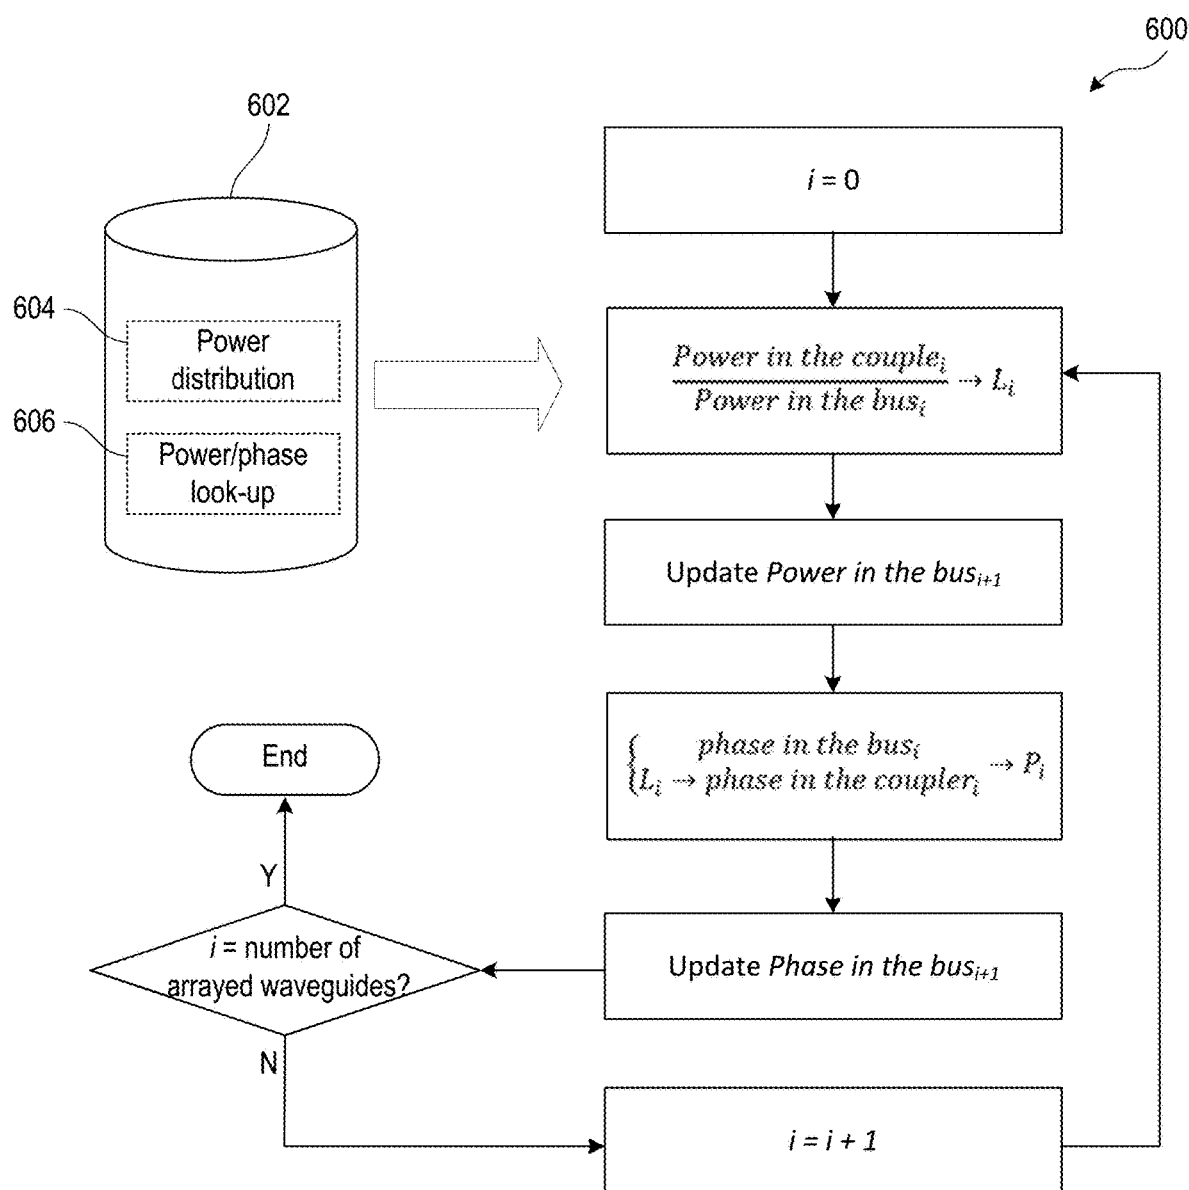 600
602
i = 0
604
Power
distribution
Power in the couple_i
Power in the bus_i
→ L_i
606
Power/phase
look-up
Update Power in the bus_{i+1}
{ phase in the bus_i
L_i → phase in the coupler_i
→ P_i
End
Y
i = number of
arrayed waveguides?
Update Phase in the bus_{i+1}
N
i = i + 1